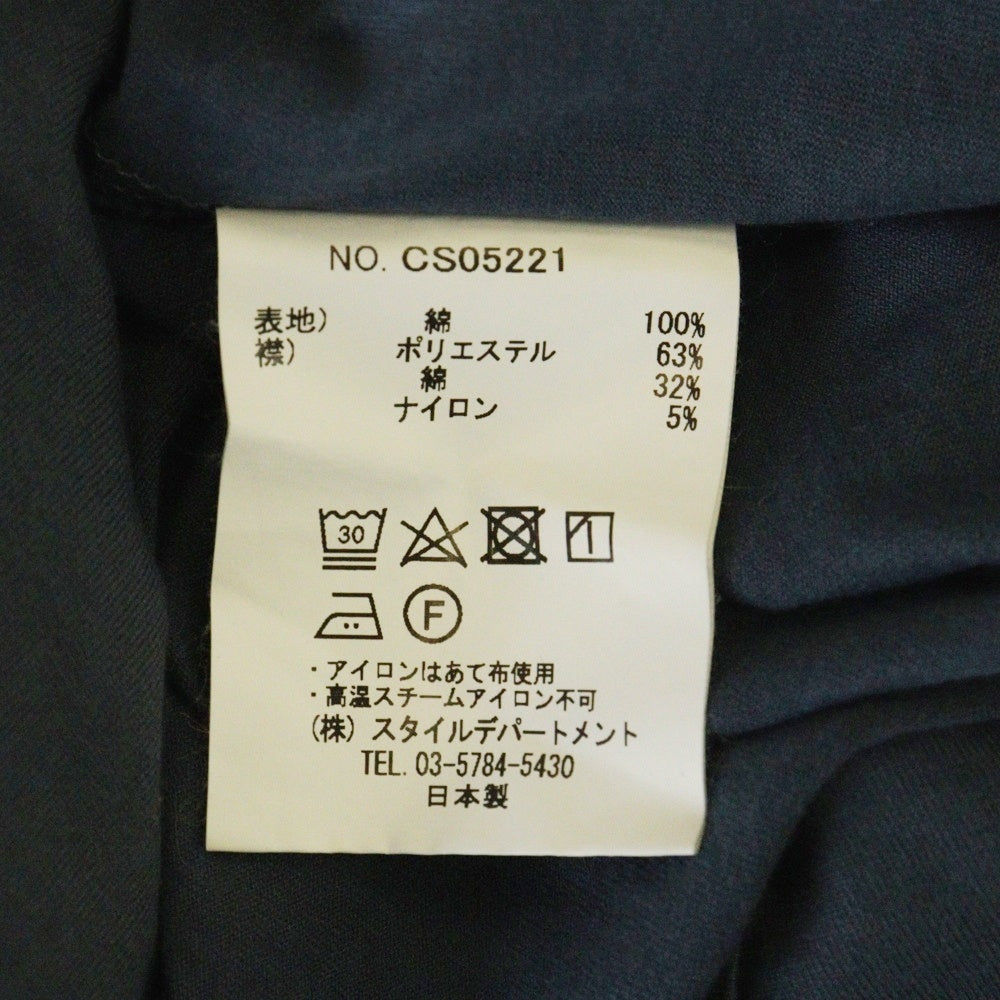 NO. CS05221
表地) 綿 100%
襟) ポリエステル 63%
綿 32%
ナイロン 5%
30
F
・アイロンはあて布使用
・高温スチームアイロン不可
(株) スタイルデパートメント
TEL. 03-5784-5430
日本製